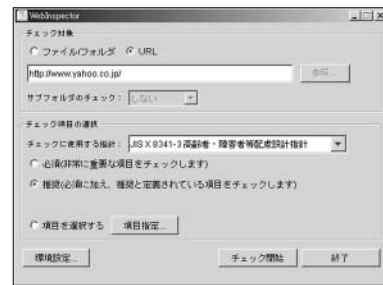 WebInspector
チェック対象
ファイル/フォルダ URL
http://www.yahoo.co.jp/ 参照...
サブフォルダのチェック: しない
チェック項目の選択
チェックに使用する指針: JIS X 8341-3 高齢者・障害者等配慮設計指針
必須(非常に重要な項目をチェックします)
推奨(必須に加え、推奨と定義されている項目をチェックします)
項目を選択する 項目指定...
環境設定... チェック開始 終了